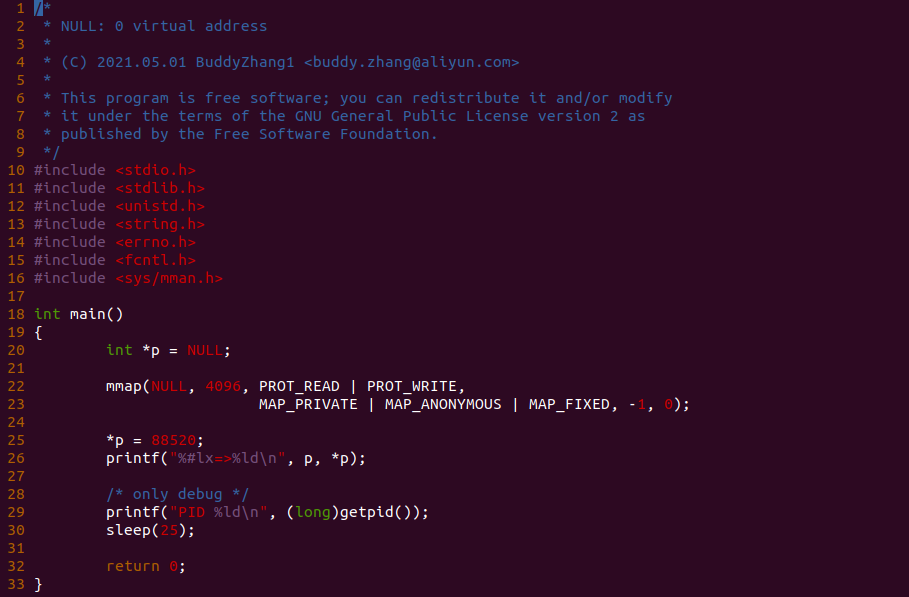 1 /*
2  * NULL: 0 virtual address
3  *
4  * (C) 2021.05.01 BuddyZhang1 <buddy.zhang@aliyun.com>
5  *
6  * This program is free software; you can redistribute it and/or modify
7  * it under the terms of the GNU General Public License version 2 as
8  * published by the Free Software Foundation.
9  */
10 #include <stdio.h>
11 #include <stdlib.h>
12 #include <unistd.h>
13 #include <string.h>
14 #include <errno.h>
15 #include <fcntl.h>
16 #include <sys/mman.h>
17
18 int main()
19 {
20         int *p = NULL;
21
22         mmap(NULL, 4096, PROT_READ | PROT_WRITE,
23                          MAP_PRIVATE | MAP_ANONYMOUS | MAP_FIXED, -1, 0);
24
25         *p = 88520;
26         printf("%#lx=>%ld\n", p, *p);
27
28         /* only debug */
29         printf("PID %ld\n", (long)getpid());
30         sleep(25);
31
32         return 0;
33 }